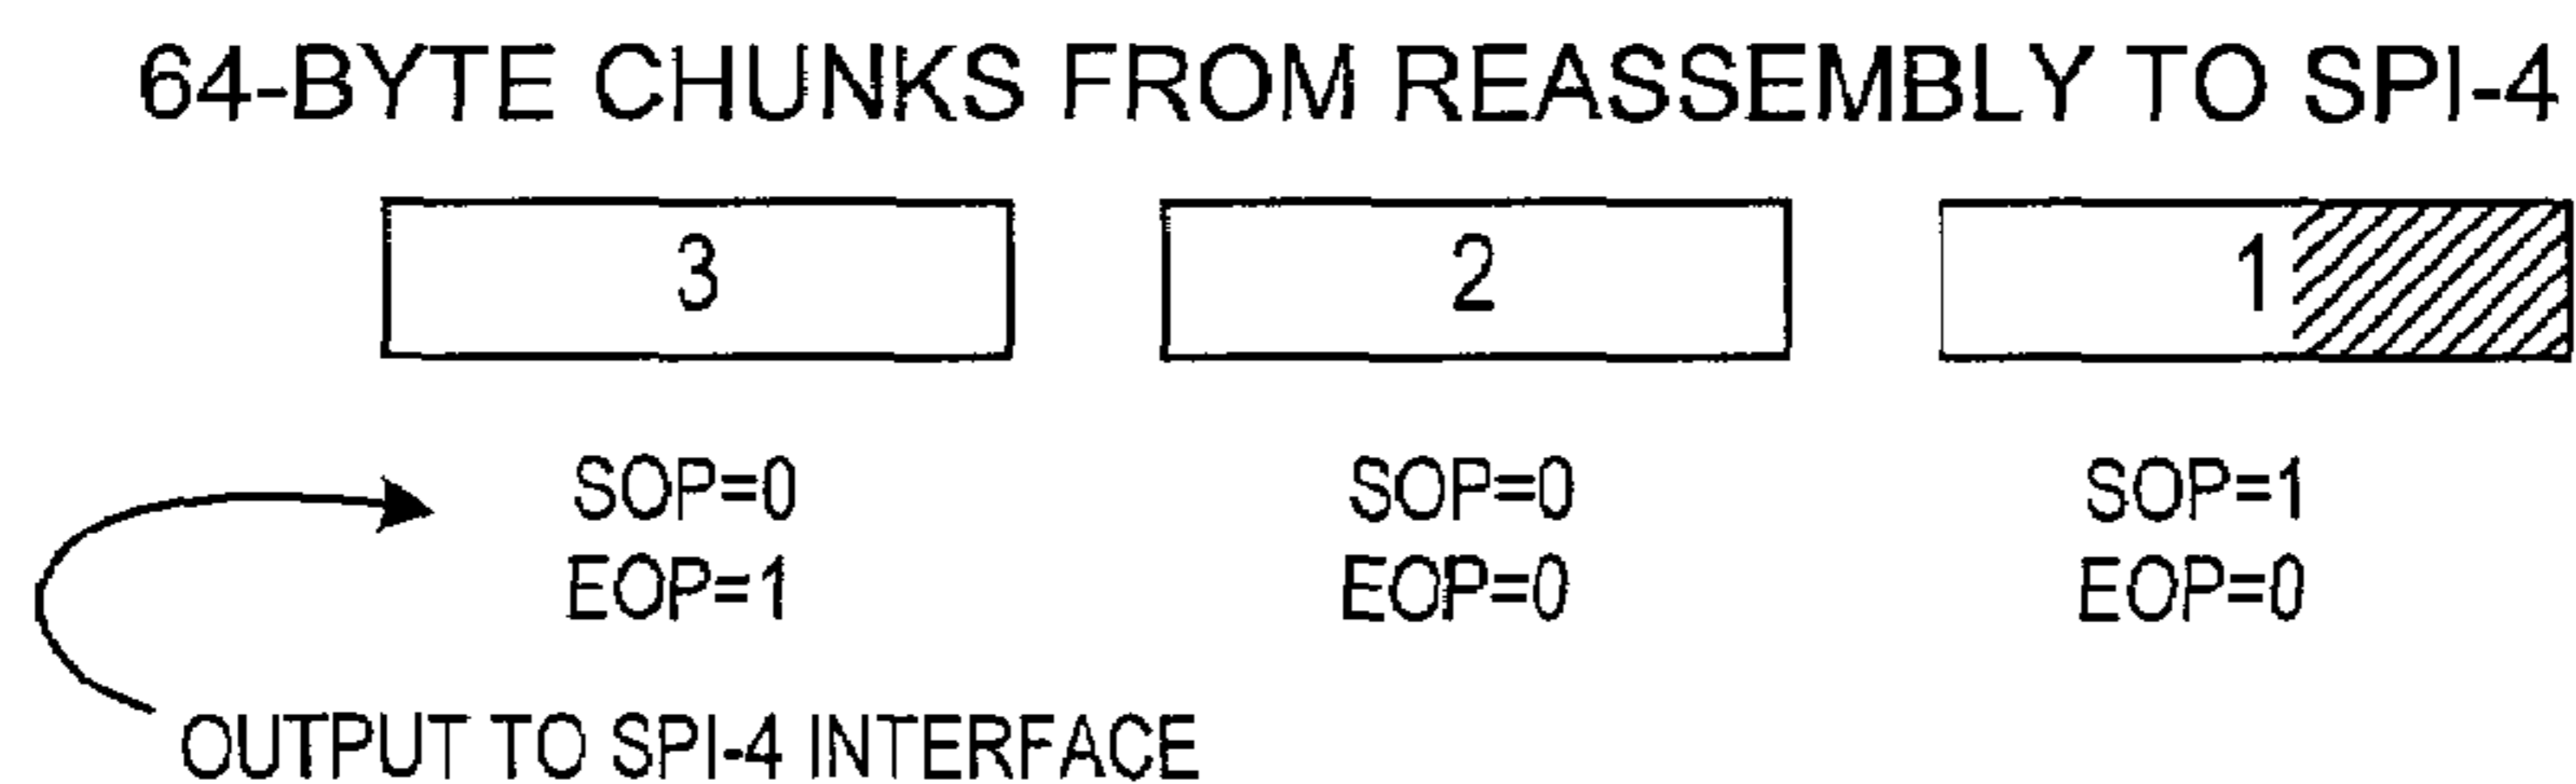 64-BYTE CHUNKS FROM REASSEMBLY TO SPI-4
3 2 1
SOP=0 SOP=0 SOP=1
EOP=1 EOP=0 EOP=0
OUTPUT TO SPI-4 INTERFACE